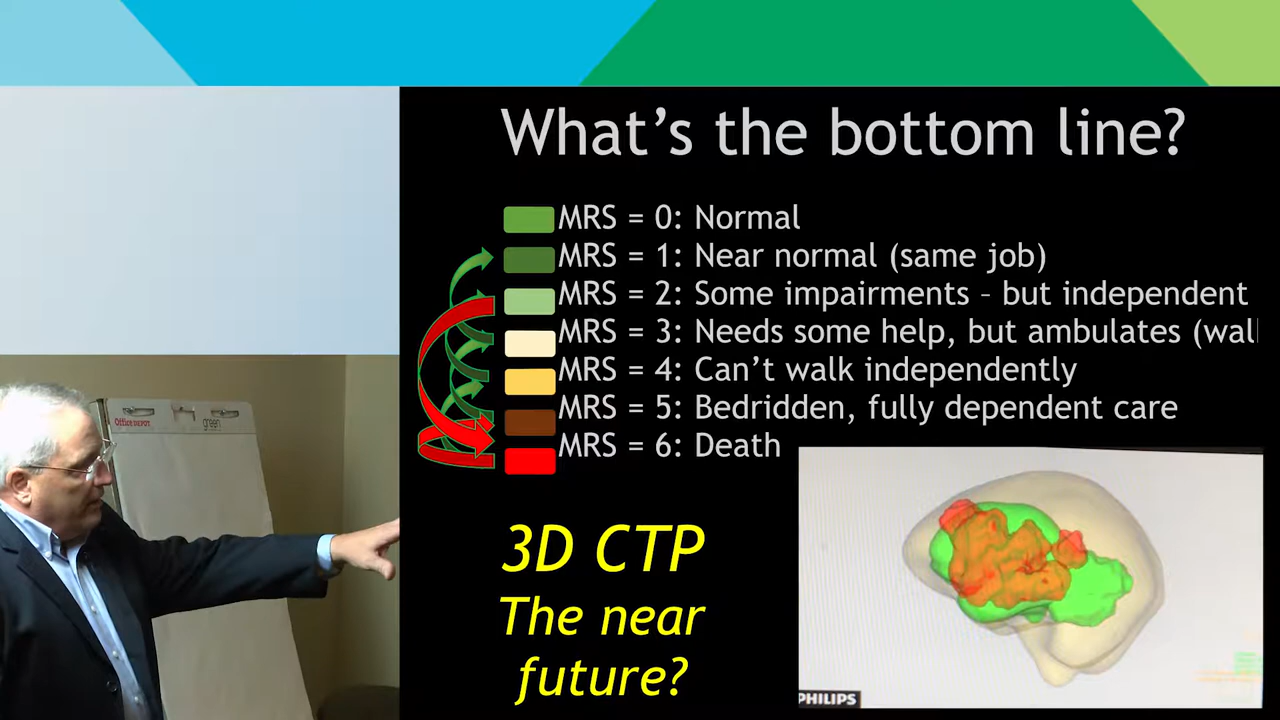 What's the bottom line?
MRS = 0: Normal
MRS = 1: Near normal (same job)
MRS = 2: Some impairments – but independent
MRS = 3: Needs some help, but ambulates (wal
MRS = 4: Can't walk independently
MRS = 5: Bedridden, fully dependent care
MRS = 6: Death
3D CTP
The near
future?
PHILIPS
Office DEPOT
green